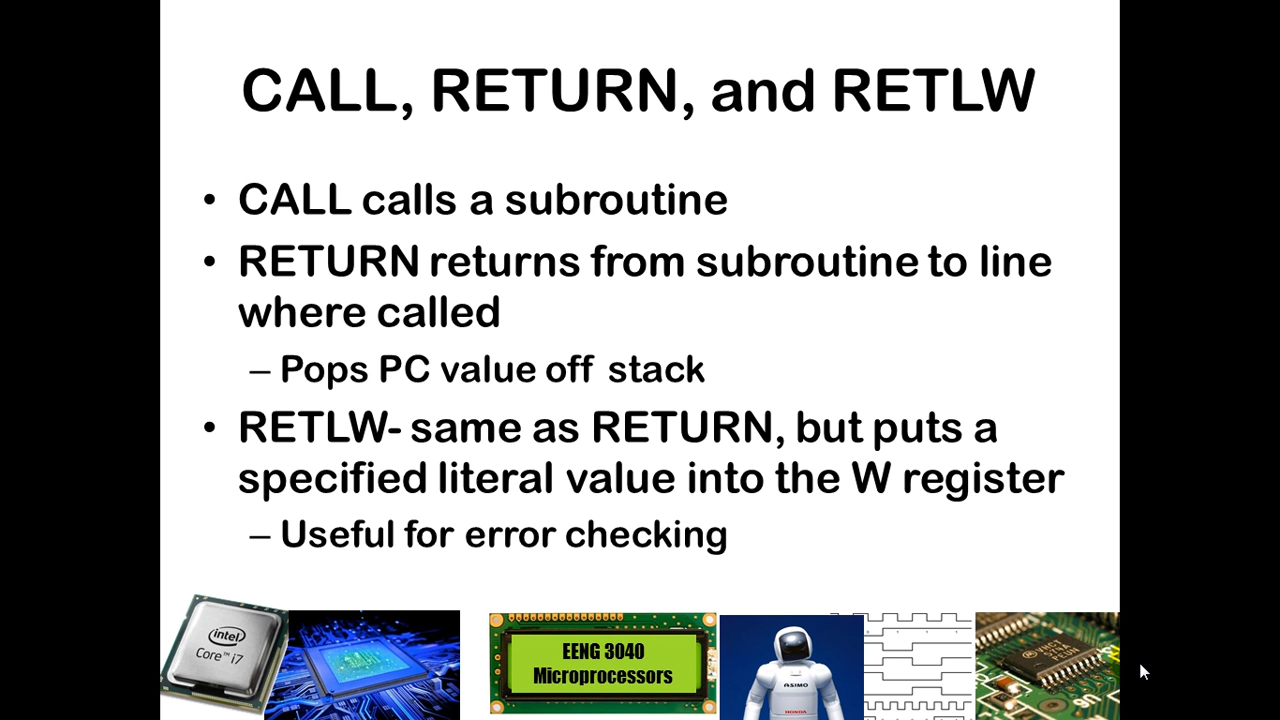 CALL, RETURN, and RETLW
• CALL calls a subroutine
• RETURN returns from subroutine to line
where called
– Pops PC value off stack
• RETLW- same as RETURN, but puts a
specified literal value into the W register
– Useful for error checking
intel
Core™ i7
EENG 3040
Microprocessors
ASIMO
HONDA